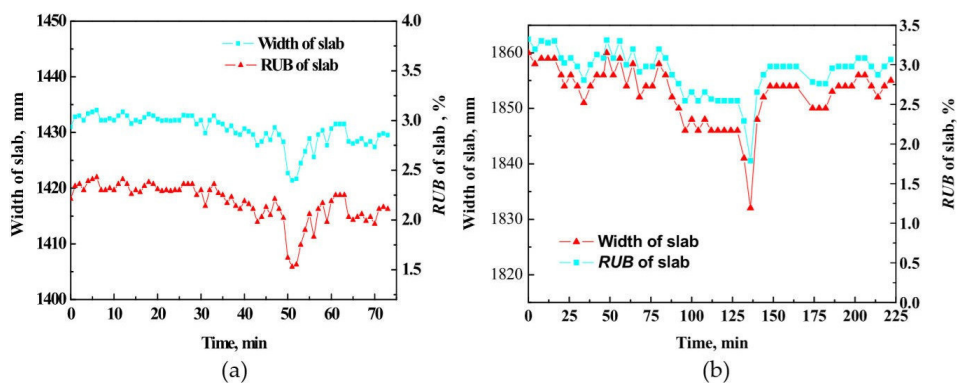 1450
1440
1430
1420
1410
1400
Width of slab, mm
Width of slab
RUB of slab
4.0
3.5
3.0
2.5
2.0
1.5
RUB of slab , %
0 10 20 30 40 50 60 70
Time, min
(a)
1860
1850
1840
1830
1820
Width of slab, mm
Width of slab
RUB of slab
3.5
3.0
2.5
2.0
1.5
1.0
0.5
0.0
RUB of slab, %
0 25 50 75 100 125 150 175 200 225
Time, min
(b)